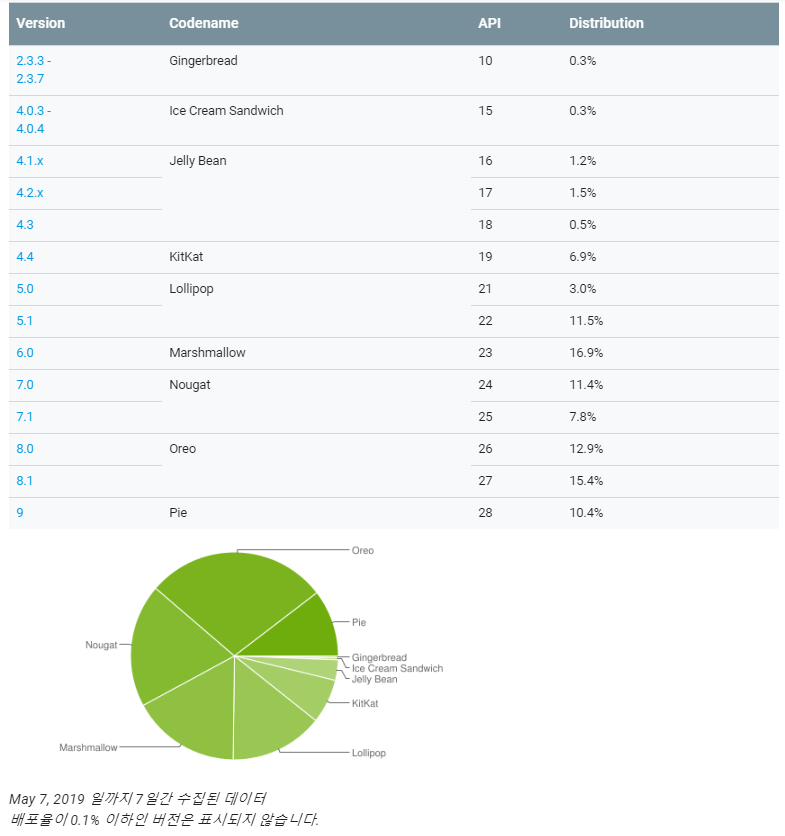 Version Codename API Distribution
2.3.3 - Gingerbread 10 0.3%
2.3.7
4.0.3 - Ice Cream Sandwich 15 0.3%
4.0.4
4.1.x Jelly Bean 16 1.2%
4.2.x 17 1.5%
4.3 18 0.5%
4.4 KitKat 19 6.9%
5.0 Lollipop 21 3.0%
5.1 22 11.5%
6.0 Marshmallow 23 16.9%
7.0 Nougat 24 11.4%
7.1 25 7.8%
8.0 Oreo 26 12.9%
8.1 27 15.4%
9 Pie 28 10.4%
Oreo
Pie
Nougat
Gingerbread
Ice Cream Sandwich
Jelly Bean
KitKat
Marshmallow
Lollipop
May 7, 2019 일까지 7일간 수집된 데이터
배포율이 0.1% 이하인 버전은 표시되지 않습니다.